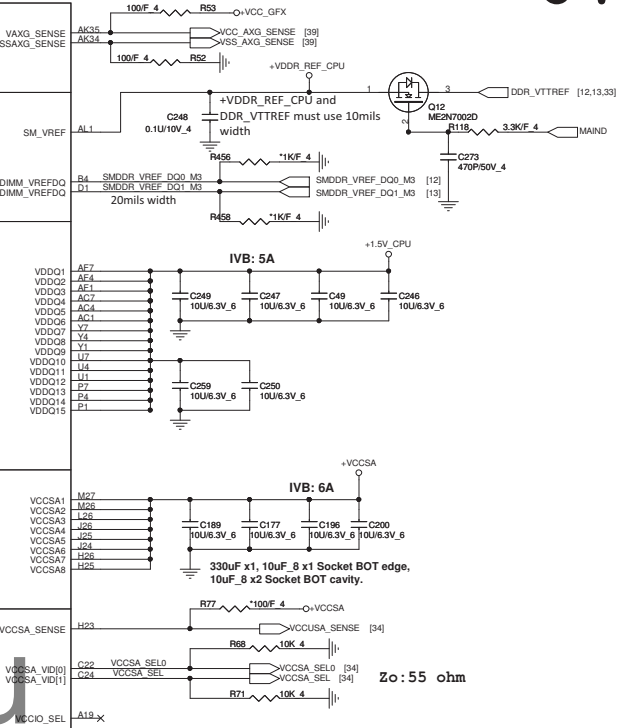 100/F_4 R53 +VCC_GFX
VAXG_SENSE AK35 VCC_AXG_SENSE [39]
SSAXG_SENSE AK34 VSS_AXG_SENSE [39]
100/F_4 R52
+VDDR_REF_CPU
1 3 DDR_VTTREF [12,13,33]
+VDDR_REF_CPU and
DDR_VTTREF must use 10mils
width
C248
0.1U/10V_4
Q12
ME2N7002D
2
SM_VREF AL1
R118 3.3K/F_4 MAIND
C273
470P/50V_4
R456 *1K/F_4
DIMM_VREFDQ B4 SMDDR_VREF_DQ0_M3 SMDDR_VREF_DQ0_M3 [12]
DIMM_VREFDQ D1 SMDDR_VREF_DQ1_M3 SMDDR_VREF_DQ1_M3 [13]
20mils width
R458 *1K/F_4
+1.5V_CPU
IVB: 5A
VDDQ1 AF7
VDDQ2 AF4
VDDQ3 AF1
VDDQ4 AC7
VDDQ5 AC4
VDDQ6 AC1
VDDQ7 Y7
VDDQ8 Y4
VDDQ9 Y1
VDDQ10 U7
VDDQ11 U4
VDDQ12 U1
VDDQ13 P7
VDDQ14 P4
VDDQ15 P1
C249 C247 C49 C246
10U/6.3V_6 10U/6.3V_6 10U/6.3V_6 10U/6.3V_6
C259 C250
10U/6.3V_6 10U/6.3V_6
+VCCSA
IVB: 6A
VCCSA1 M27
VCCSA2 M26
VCCSA3 L26
VCCSA4 J26
VCCSA5 J25
VCCSA6 J24
VCCSA7 H26
VCCSA8 H25
C189 C177 C196 C200
10U/6.3V_6 10U/6.3V_6 10U/6.3V_6 10U/6.3V_6
330uF x1, 10uF_8 x1 Socket BOT edge,
10uF_8 x2 Socket BOT cavity.
R77 *100/F_4 +VCCSA
VCCSA_SENSE H23 VCCUSA_SENSE [34]
R68 10K_4
VCCSA_VID[0] C22 VCCSA_SEL0 VCCSA_SEL0 [34]
VCCSA_VID[1] C24 VCCSA_SEL VCCSA_SEL [34]
Zo:55 ohm
R71 10K_4
VCCIO_SEL A19